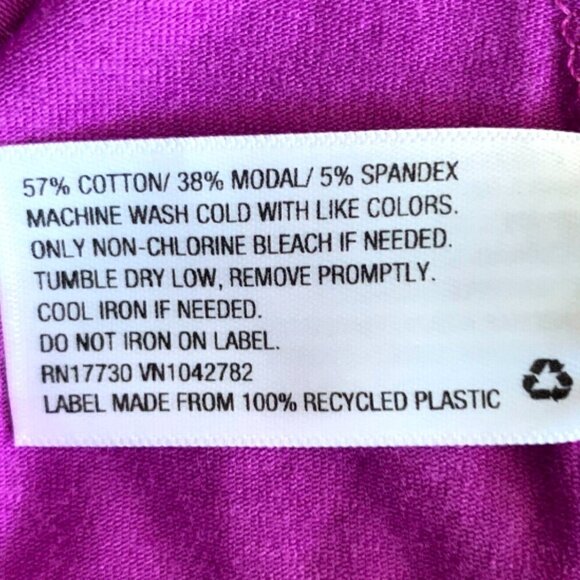 57% COTTON/ 38% MODAL/ 5% SPANDEX
MACHINE WASH COLD WITH LIKE COLORS.
ONLY NON-CHLORINE BLEACH IF NEEDED.
TUMBLE DRY LOW, REMOVE PROMPTLY.
COOL IRON IF NEEDED.
DO NOT IRON ON LABEL.
RN17730 VN1042782
LABEL MADE FROM 100% RECYCLED PLASTIC